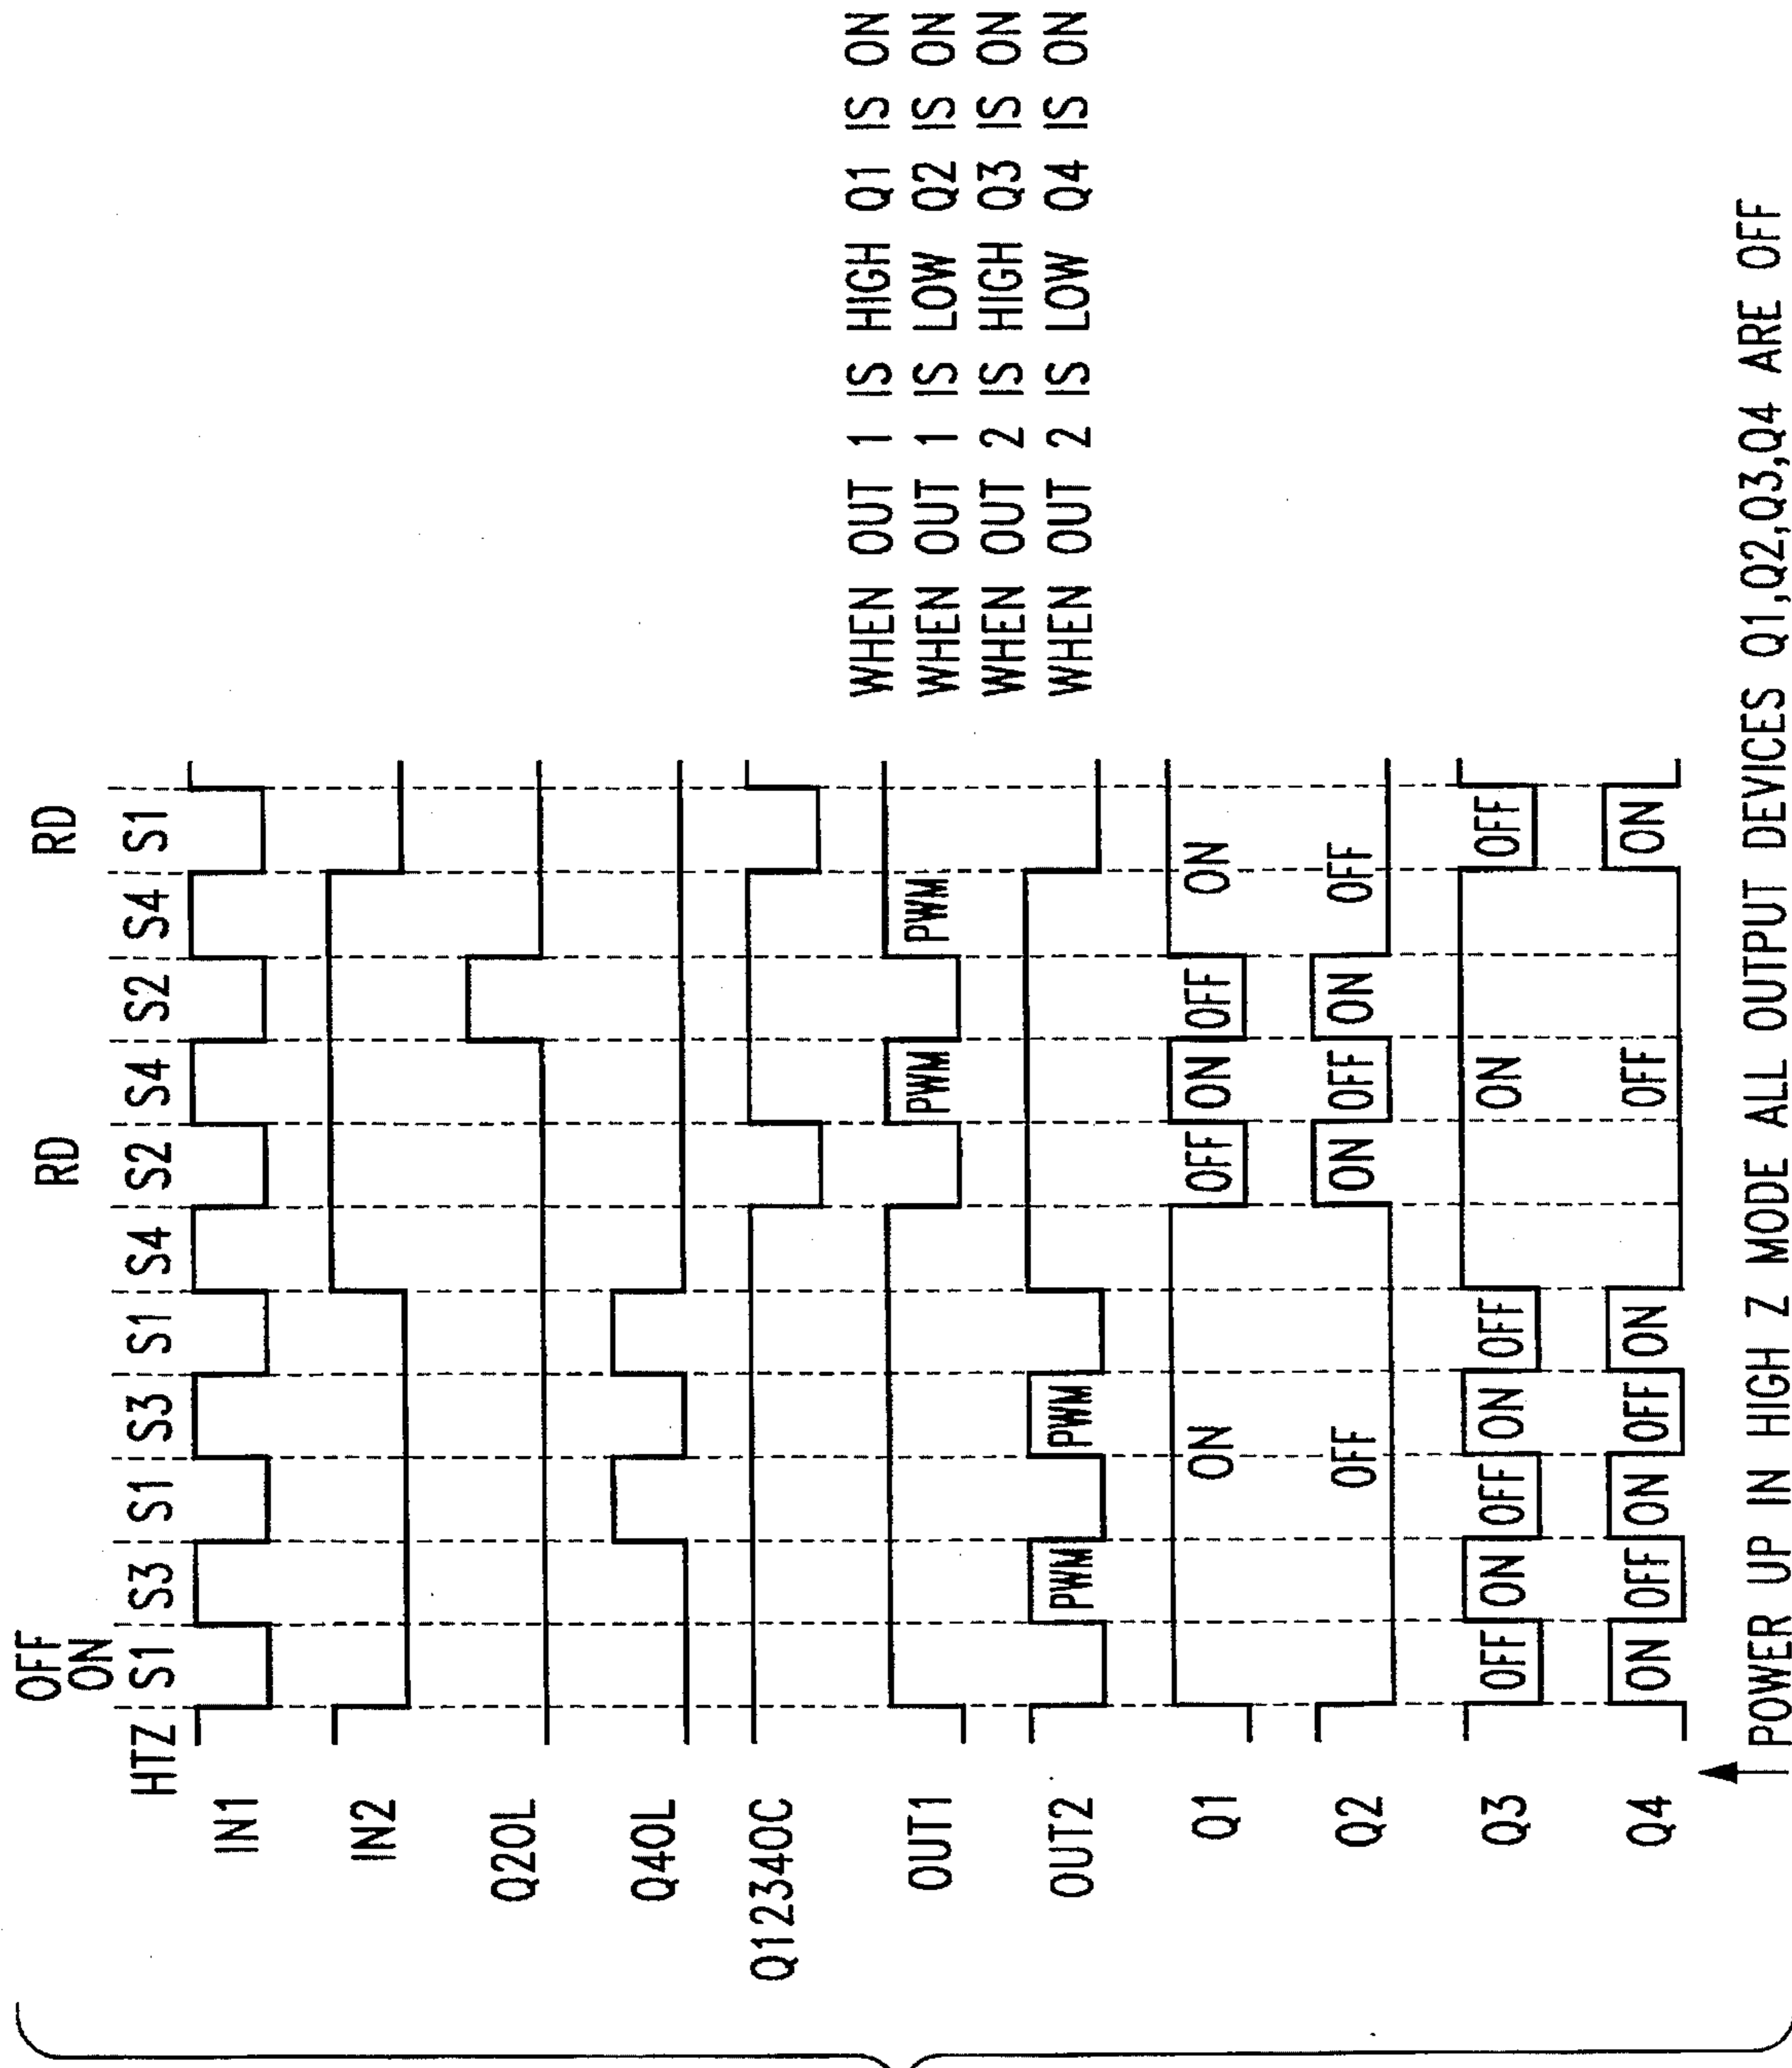 OFF
ON RD RD
HTZ S1 S3 S1 S3 S1 S4 S2 S4 S2 S4 S1
IN1
IN2
Q2OL
Q4OL
Q1234OC
OUT1 PWM PWM
OUT2 PWM PWM
WHEN OUT 1 IS HIGH Q1 IS ON
WHEN OUT 1 IS LOW Q2 IS ON
WHEN OUT 2 IS HIGH Q3 IS ON
WHEN OUT 2 IS LOW Q4 IS ON
Q1 ON OFF ON OFF ON
Q2 OFF ON OFF ON OFF
Q3 OFF ON OFF ON OFF ON OFF
Q4 ON OFF ON OFF ON OFF ON
POWER UP IN HIGH Z MODE ALL OUTPUT DEVICES Q1,Q2,Q3,Q4 ARE OFF